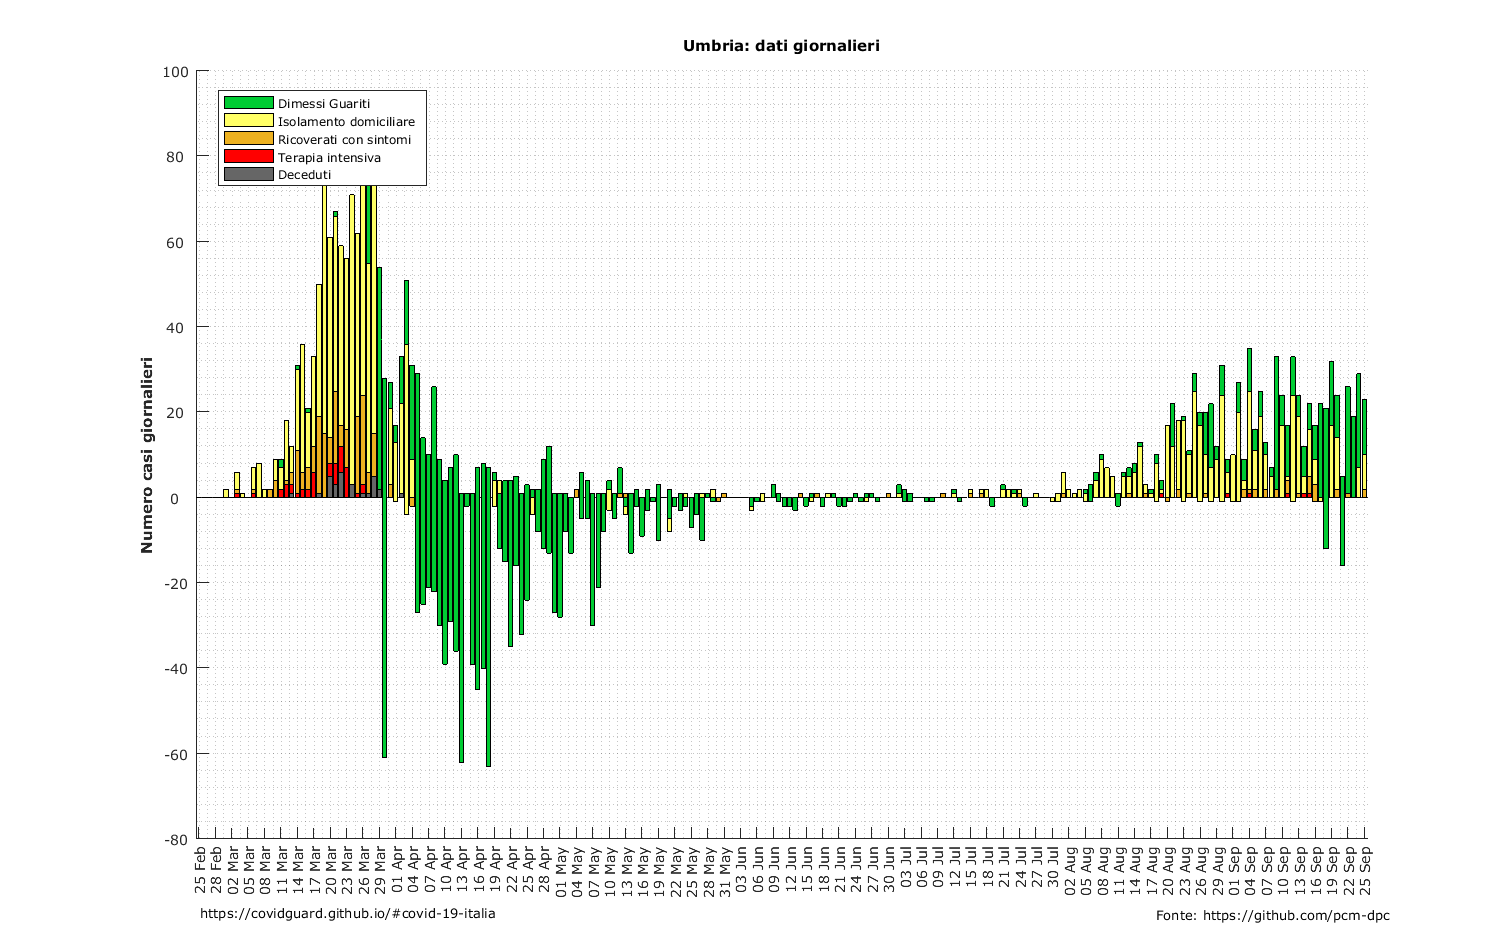 Umbria: dati giornalieri
100
80
60
40
20
0
-20
-40
-60
-80
Numero casi giornalieri
Dimessi Guariti
Isolamento domiciliare
Ricoverati con sintomi
Terapia intensiva
Deceduti
25 Feb
28 Feb
02 Mar
05 Mar
08 Mar
11 Mar
14 Mar
17 Mar
20 Mar
23 Mar
26 Mar
29 Mar
01 Apr
04 Apr
07 Apr
10 Apr
13 Apr
16 Apr
19 Apr
22 Apr
25 Apr
28 Apr
01 May
04 May
07 May
10 May
13 May
16 May
19 May
22 May
25 May
28 May
31 May
03 Jun
06 Jun
09 Jun
12 Jun
15 Jun
18 Jun
21 Jun
24 Jun
27 Jun
30 Jun
03 Jul
06 Jul
09 Jul
12 Jul
15 Jul
18 Jul
21 Jul
24 Jul
27 Jul
30 Jul
02 Aug
05 Aug
08 Aug
11 Aug
14 Aug
17 Aug
20 Aug
23 Aug
26 Aug
29 Aug
01 Sep
04 Sep
07 Sep
10 Sep
13 Sep
16 Sep
19 Sep
22 Sep
25 Sep
https://covidguard.github.io/#covid-19-italia
Fonte: https://github.com/pcm-dpc